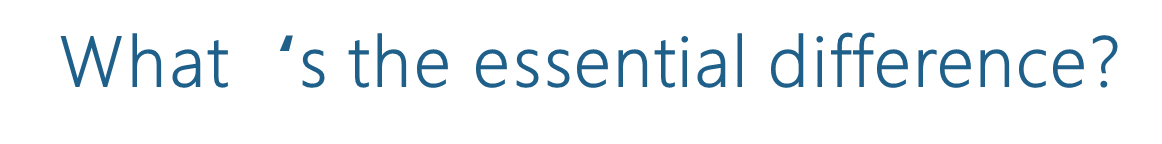 What ‘s the essential difference?